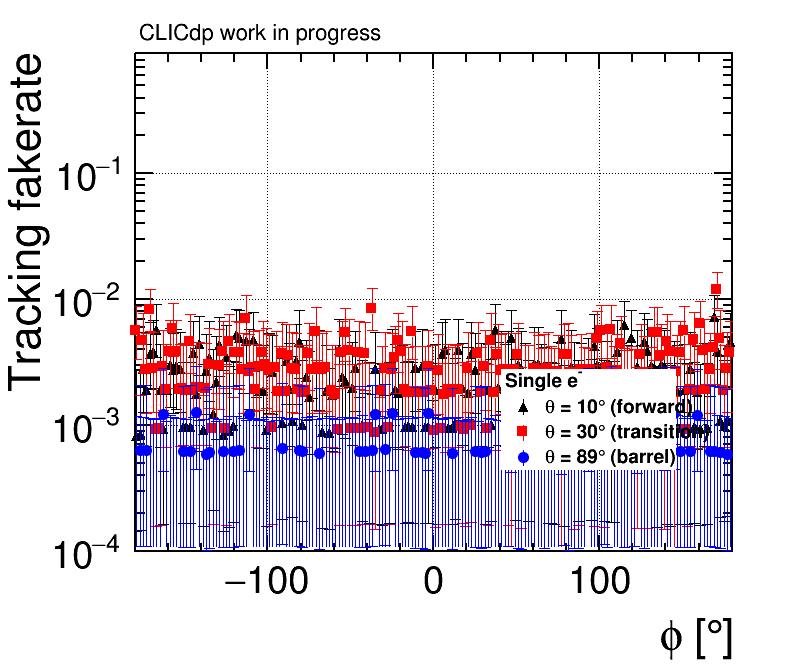 CLICdp work in progress
Tracking fakerate
10⁻¹
10⁻²
10⁻³
10⁻⁴
Single e⁻
θ = 10° (forward)
θ = 30° (transition)
θ = 89° (barrel)
−100 0 100
ϕ [°]